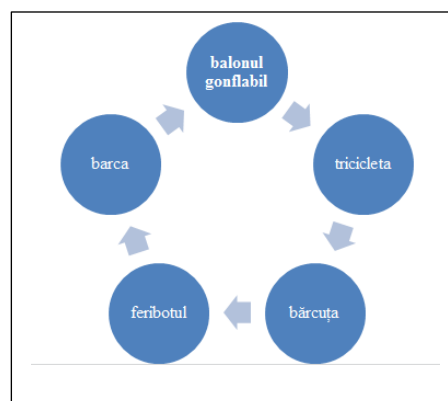 balonul
gonflabil
tricicleta
bărcuța
feribotul
barca